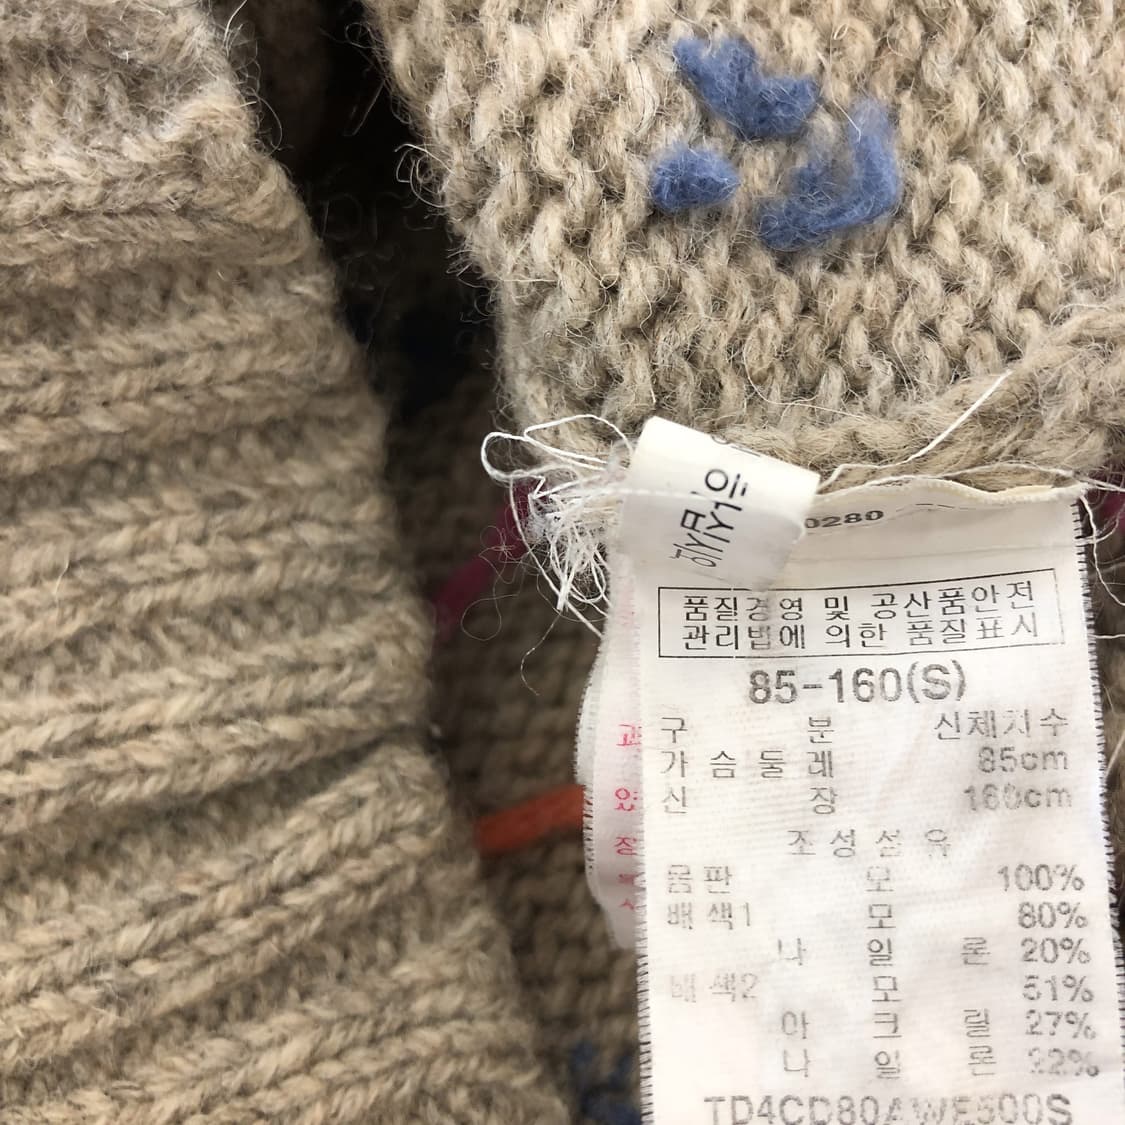 0280
품질경영 및 공산품안전
관리법에 의한 품질표시
85-160(S)
구 분 신체치수
가 슴 둘 레 85cm
신 장 160cm
조 성 섬 유
몸판 모 100%
배색1 모 80%
나 일 론 20%
배색2 모 51%
아 크 릴 27%
나 일 론 22%
TD4CD80AWE500S